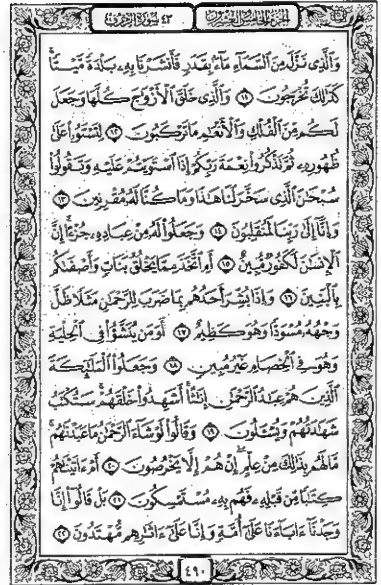 الجزء الخامس والعشرون
٤٣ سورة الزخرف
وَٱلَّذِى نَزَّلَ مِنَ ٱلسَّمَآءِ مَآءَۢ بِقَدَرٍ فَأَنشَرْنَا بِهِۦ بَلْدَةً مَّيْتًاۚ
كَذَٰلِكَ تُخْرَجُونَ ١١ وَٱلَّذِى خَلَقَ ٱلْأَزْوَٰجَ كُلَّهَا وَجَعَلَ
لَكُم مِّنَ ٱلْفُلْكِ وَٱلْأَنْعَٰمِ مَا تَرْكَبُونَ ١٢ لِتَسْتَوُۥا۟ عَلَىٰ
ظُهُورِهِۦ ثُمَّ تَذْكُرُوا۟ نِعْمَةَ رَبِّكُمْ إِذَا ٱسْتَوَيْتُمْ عَلَيْهِ وَتَقُولُوا۟
سُبْحَٰنَ ٱلَّذِى سَخَّرَ لَنَا هَٰذَا وَمَا كُنَّا لَهُۥ مُقْرِنِينَ ١٣
وَإِنَّآ إِلَىٰ رَبِّنَا لَمُنقَلِبُونَ ١٤ وَجَعَلُوا۟ لَهُۥ مِنْ عِبَادِهِۦ جُزْءًاۚ إِنَّ
ٱلْإِنسَٰنَ لَكَفُورٌ مُّبِينٌ ١٥ أَمِ ٱتَّخَذَ مِمَّا يَخْلُقُ بَنَاتٍ وَأَصْفَىٰكُم
بِٱلْبَنِينَ ١٦ وَإِذَا بُشِّرَ أَحَدُهُم بِمَا ضَرَبَ لِلرَّحْمَٰنِ مَثَلًا ظَلَّ
وَجْهُهُۥ مُسْوَدًّا وَهُوَ كَظِيمٌ ١٧ أَوَمَن يُنَشَّؤُا۟ فِى ٱلْحِلْيَةِ
وَهُوَ فِى ٱلْخِصَامِ غَيْرُ مُبِينٍ ١٨ وَجَعَلُوا۟ ٱلْمَلَٰٓئِكَةَ
ٱلَّذِينَ هُمْ عِبَٰدُ ٱلرَّحْمَٰنِ إِنَٰثًاۚ أَشَهِدُوا۟ خَلْقَهُمْۚ سَتُكْتَبُ
شَهَٰدَتُهُمْ وَيُسْـَٔلُونَ ١٩ وَقَالُوا۟ لَوْ شَآءَ ٱلرَّحْمَٰنُ مَا عَبَدْنَٰهُمۗ
مَّا لَهُم بِذَٰلِكَ مِنْ عِلْمٍۖ إِنْ هُمْ إِلَّا يَخْرُصُونَ ٢٠ أَمْ ءَاتَيْنَٰهُمْ
كِتَٰبًا مِّن قَبْلِهِۦ فَهُم بِهِۦ مُسْتَمْسِكُونَ ٢١ بَلْ قَالُوٓا۟ إِنَّا
وَجَدْنَآ ءَابَآءَنَا عَلَىٰٓ أُمَّةٍ وَإِنَّا عَلَىٰٓ ءَاثَٰرِهِم مُّهْتَدُونَ ٢٢
٤٩٠